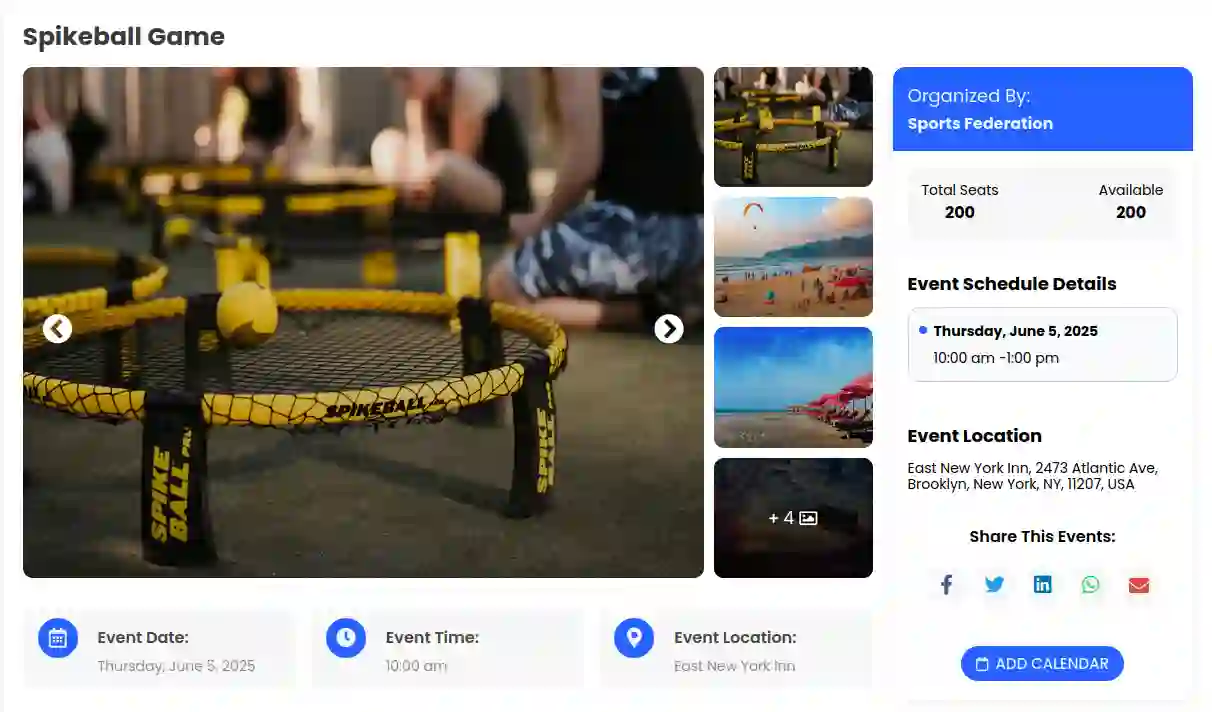 Spikeball Game
SPIKEBALL
SPIKE
BALL PRO
SPIKE
BALL
+ 4
Organized By:
Sports Federation
Total Seats
200
Available
200
Event Schedule Details
Thursday, June 5, 2025
10:00 am -1:00 pm
Event Location
East New York Inn, 2473 Atlantic Ave,
Brooklyn, New York, NY, 11207, USA
Share This Events:
ADD CALENDAR
Event Date:
Thursday, June 5, 2025
Event Time:
10:00 am
Event Location:
East New York Inn